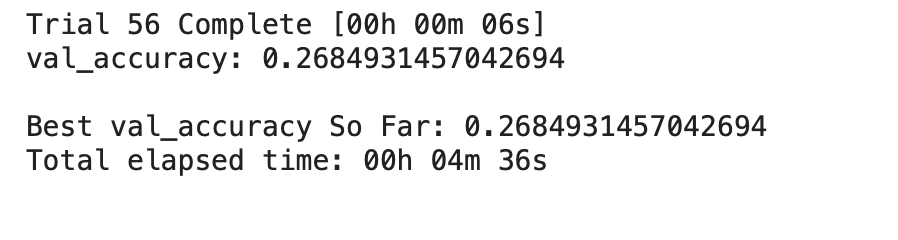 Trial 56 Complete [00h 00m 06s]
val_accuracy: 0.2684931457042694
Best val_accuracy So Far: 0.2684931457042694
Total elapsed time: 00h 04m 36s